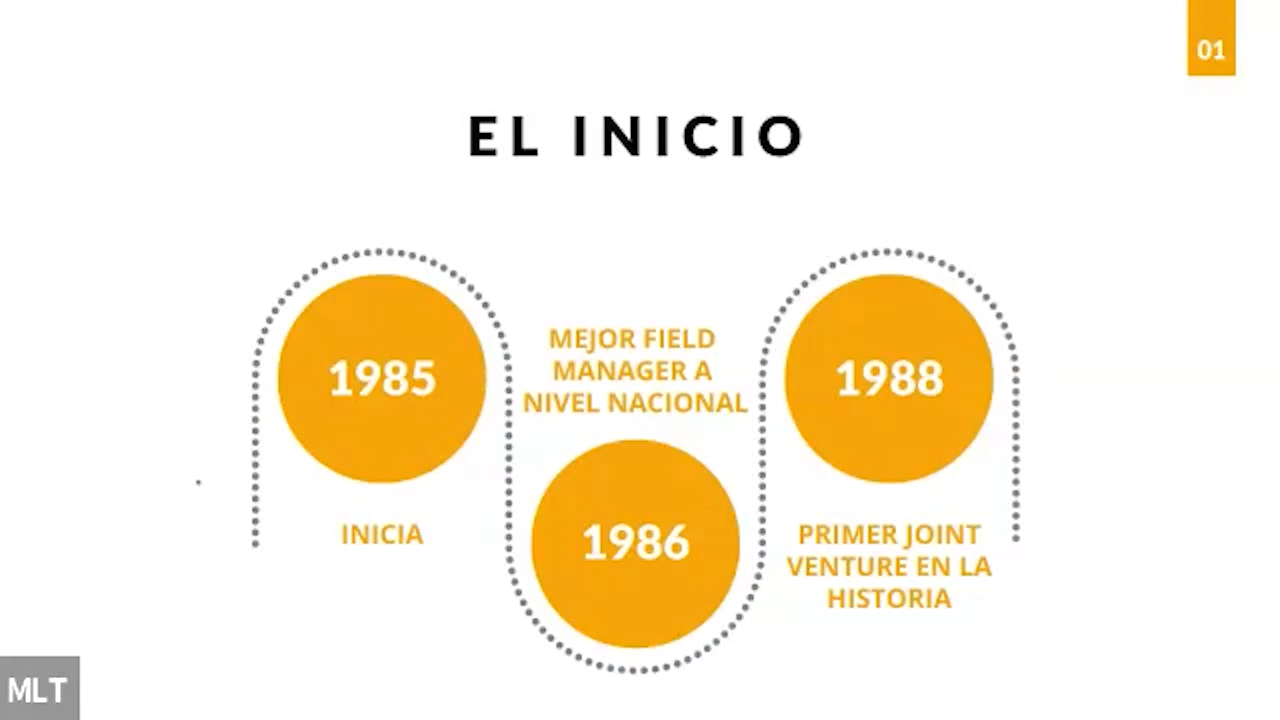 01
EL INICIO
1985
INICIA
MEJOR FIELD
MANAGER A
NIVEL NACIONAL
1986
1988
PRIMER JOINT
VENTURE EN LA
HISTORIA
MLT